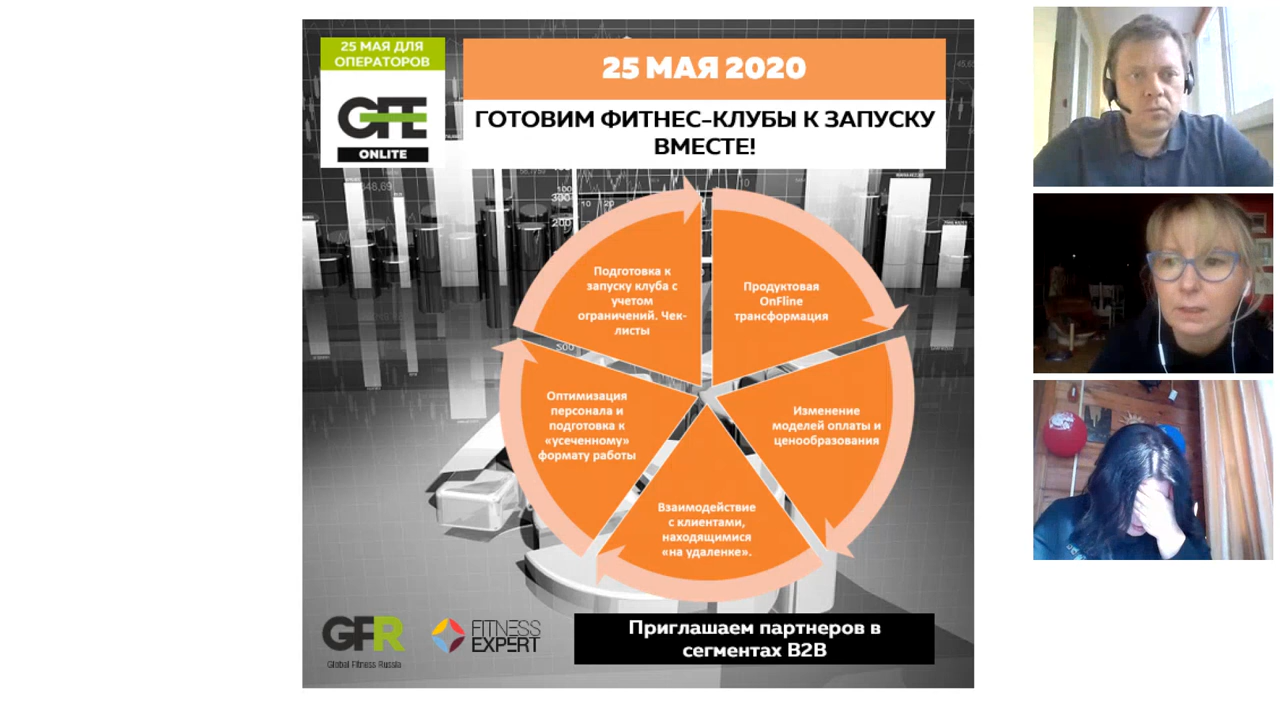 25 МАЯ ДЛЯ
ОПЕРАТОРОВ
GFE
ONLITE
25 МАЯ 2020
ГОТОВИМ ФИТНЕС-КЛУБЫ К ЗАПУСКУ
ВМЕСТЕ!
Подготовка к
запуску клуба с
учетом
ограничений. Чек-
листы
Продуктовая
OnFline
трансформация
Оптимизация
персонала и
подготовка к
«усеченному»
формату работы
Изменение
моделей оплаты и
ценообразования
Взаимодействие
с клиентами,
находящимися
«на удаленке».
GFR
Global Fitness Russia
FITNESS
EXPERT
Приглашаем партнеров в
сегментах B2B